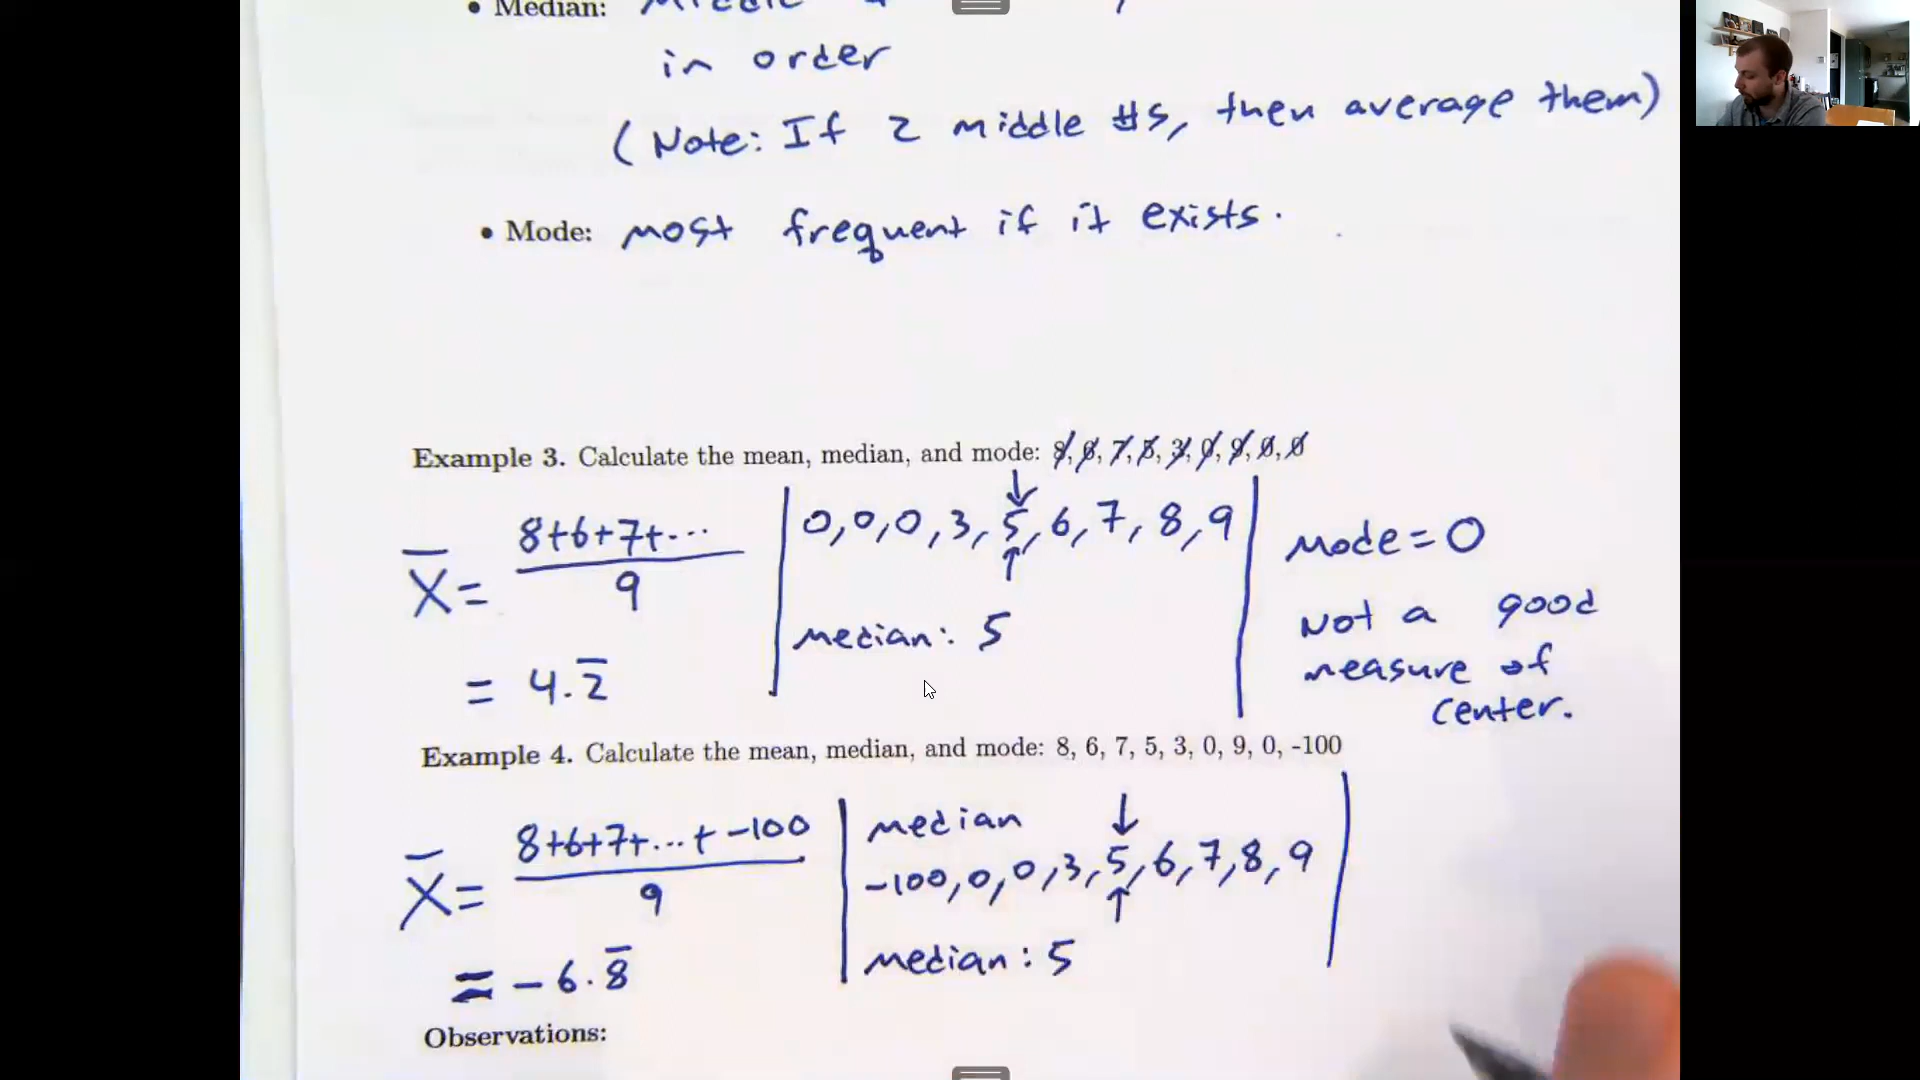 • Median: Middle
in order
(Note: If 2 middle #s, then average them)
• Mode: most frequent if it exists.
Example 3. Calculate the mean, median, and mode: 8, 6, 7, 5, 3, 0, 9, 0, 0
X̄ = 8+6+7+... / 9
= 4.2̅
0, 0, 0, 3, 5, 6, 7, 8, 9
median: 5
mode = 0
Not a good
measure of
center.
Example 4. Calculate the mean, median, and mode: 8, 6, 7, 5, 3, 0, 9, 0, -100
X̄ = 8+6+7+...+ -100 / 9
= -6.8̅
median
-100, 0, 0, 3, 5, 6, 7, 8, 9
median: 5
Observations: